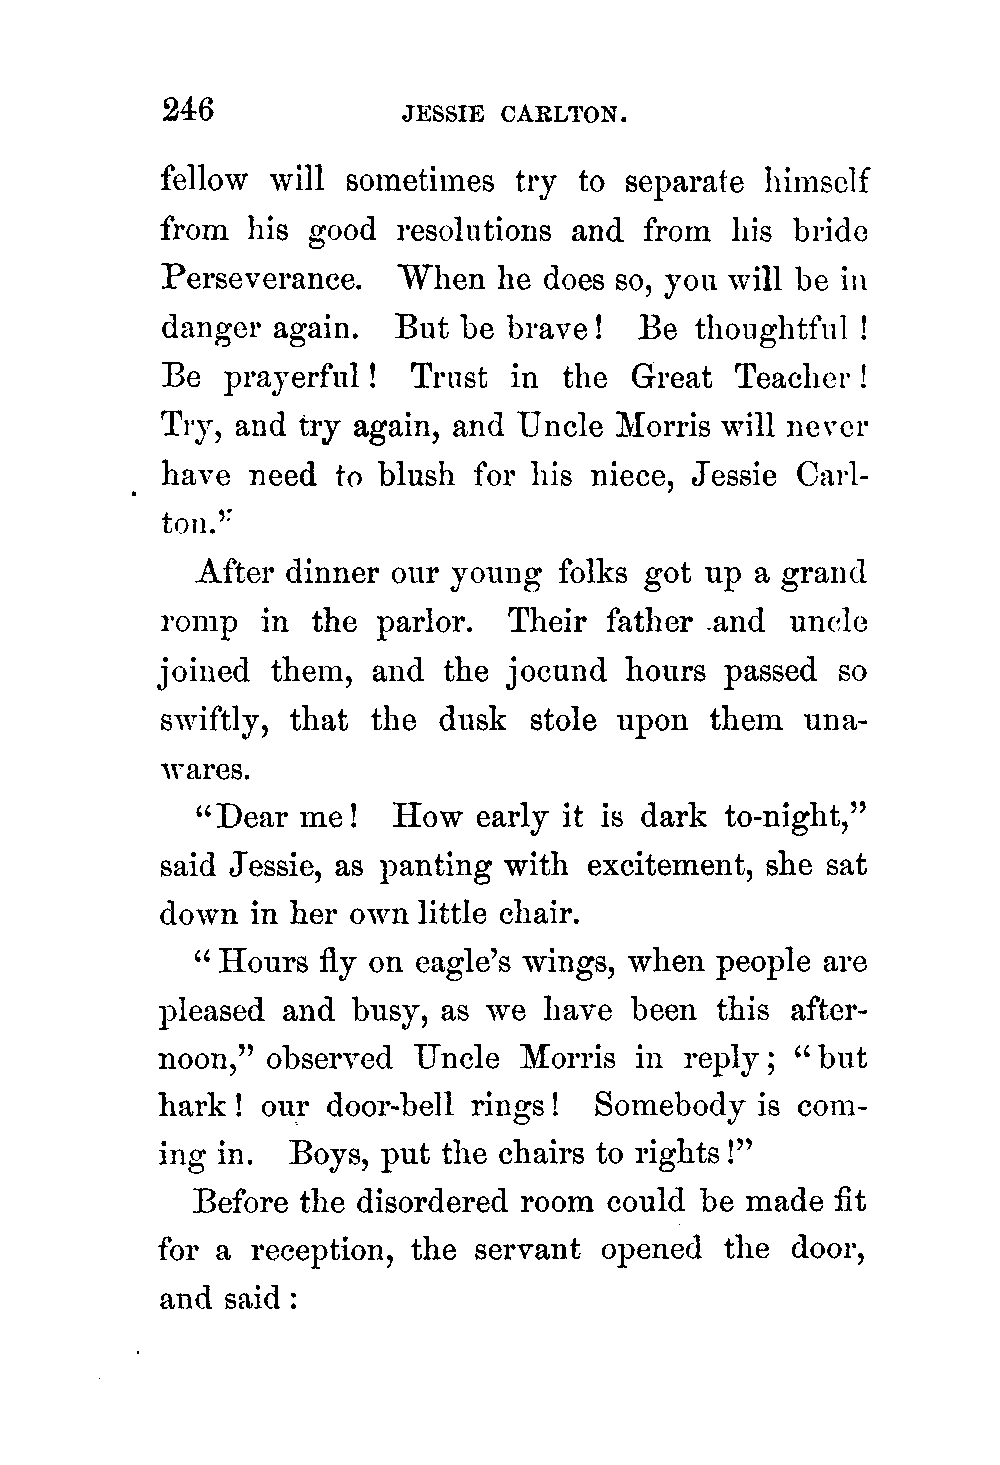 246 JESSIE CARLTON.
fellow will sometimes try to separate himself
from his good resolutions and from his bride
Perseverance. When he does so, you will be in
danger again. But be brave! Be thoughtful !
Be prayerful! Trust in the Great Teacher!
Try, and try again, and Uncle Morris will never
have need to blush for his niece, Jessie Carl-
ton."
After dinner our young folks got up a grand
romp in the parlor. Their father and uncle
joined them, and the jocund hours passed so
swiftly, that the dusk stole upon them una-
wares.
"Dear me! How early it is dark to-night,"
said Jessie, as panting with excitement, she sat
down in her own little chair.
"Hours fly on eagle's wings, when people are
pleased and busy, as we have been this after-
noon," observed Uncle Morris in reply; "but
hark! our door-bell rings! Somebody is com-
ing in. Boys, put the chairs to rights!"
Before the disordered room could be made fit
for a reception, the servant opened the door,
and said: